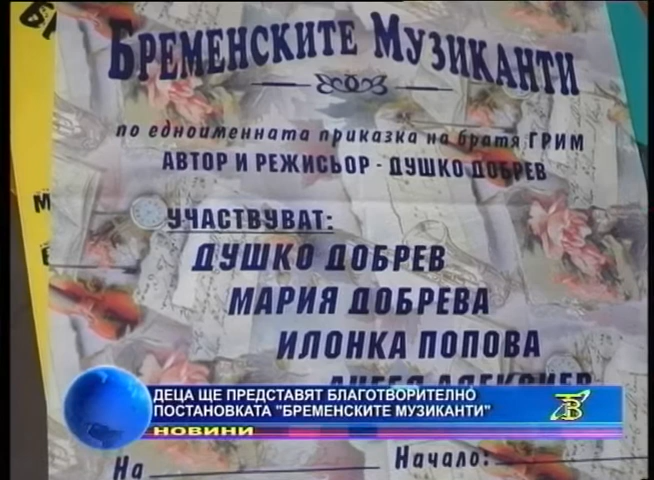 БРЕМЕНСКИТЕ МУЗИКАНТИ
по едноименната приказка на братя ГРИМ
АВТОР И РЕЖИСЬОР - ДУШКО ДОБРЕВ
УЧАСТВУВАТ:
ДУШКО ДОБРЕВ
МАРИЯ ДОБРЕВА
ИЛОНКА ПОПОВА
ДЕЦА ЩЕ ПРЕДСТАВЯТ БЛАГОТВОРИТЕЛНО
ПОСТАНОВКАТА "БРЕМЕНСКИТЕ МУЗИКАНТИ"
НОВИНИ
На
Начало: